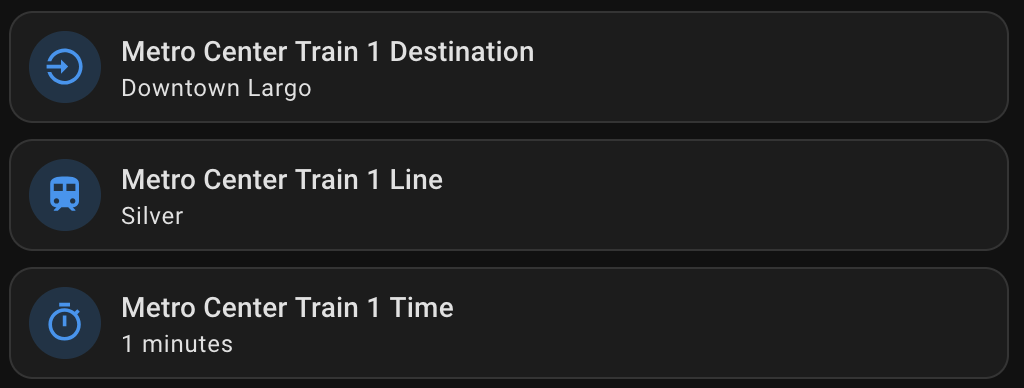 Metro Center Train 1 Destination
Downtown Largo
Metro Center Train 1 Line
Silver
Metro Center Train 1 Time
1 minutes